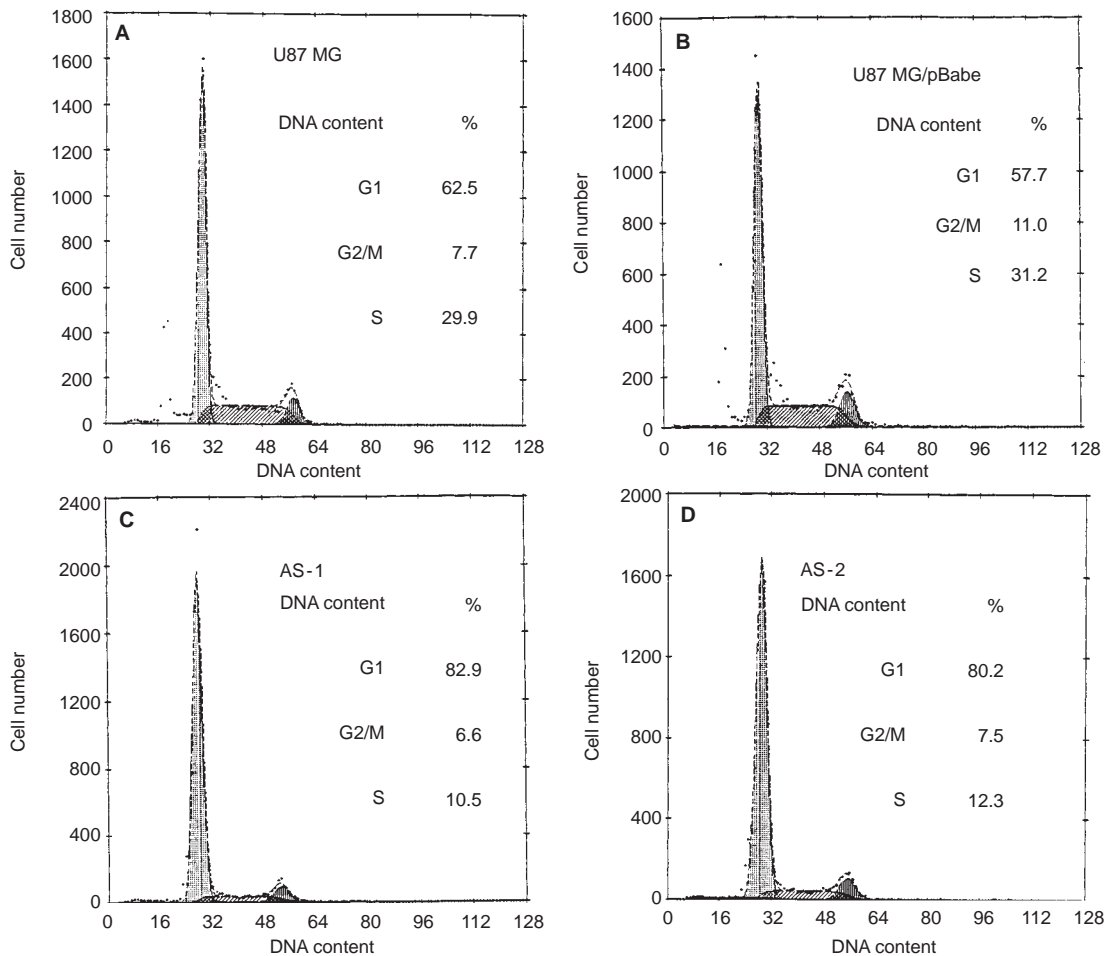 A
U87 MG
DNA content %
G1 62.5
G2/M 7.7
S 29.9
Cell number
1800
1600
1400
1200
1000
800
600
400
200
0
0 16 32 48 64 80 96 112 128
DNA content
B
U87 MG/pBabe
DNA content %
G1 57.7
G2/M 11.0
S 31.2
Cell number
1600
1400
1200
1000
800
600
400
200
0
0 16 32 48 64 80 96 112 128
DNA content
C
AS-1
DNA content %
G1 82.9
G2/M 6.6
S 10.5
Cell number
2400
2000
1600
1200
800
400
0
0 16 32 48 64 80 96 112 128
DNA content
D
AS-2
DNA content %
G1 80.2
G2/M 7.5
S 12.3
Cell number
2000
1600
1200
800
400
0
0 16 32 48 64 80 96 112 128
DNA content